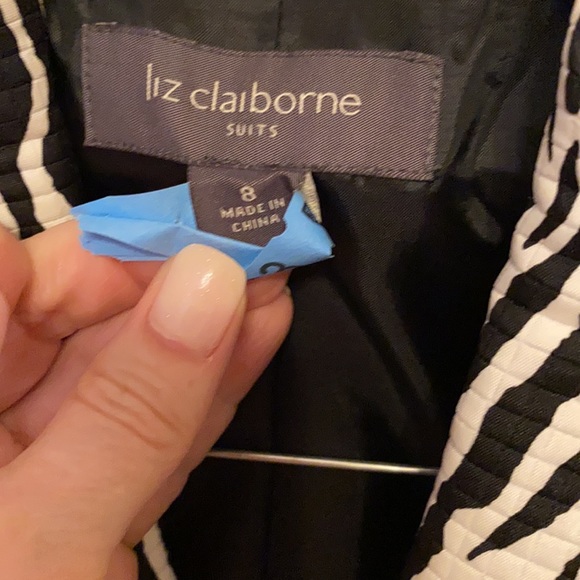 liz claiborne
SUITS
8
MADE IN
CHINA